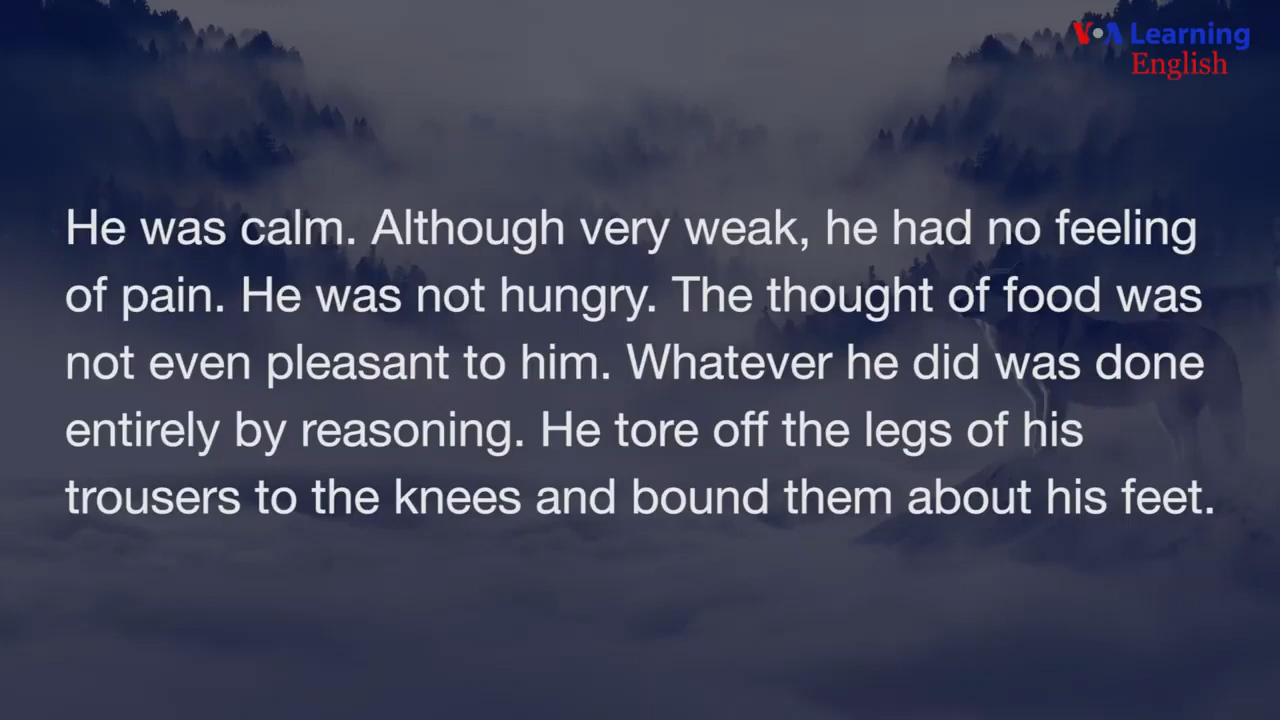 VOA Learning
English
He was calm. Although very weak, he had no feeling
of pain. He was not hungry. The thought of food was
not even pleasant to him. Whatever he did was done
entirely by reasoning. He tore off the legs of his
trousers to the knees and bound them about his feet.